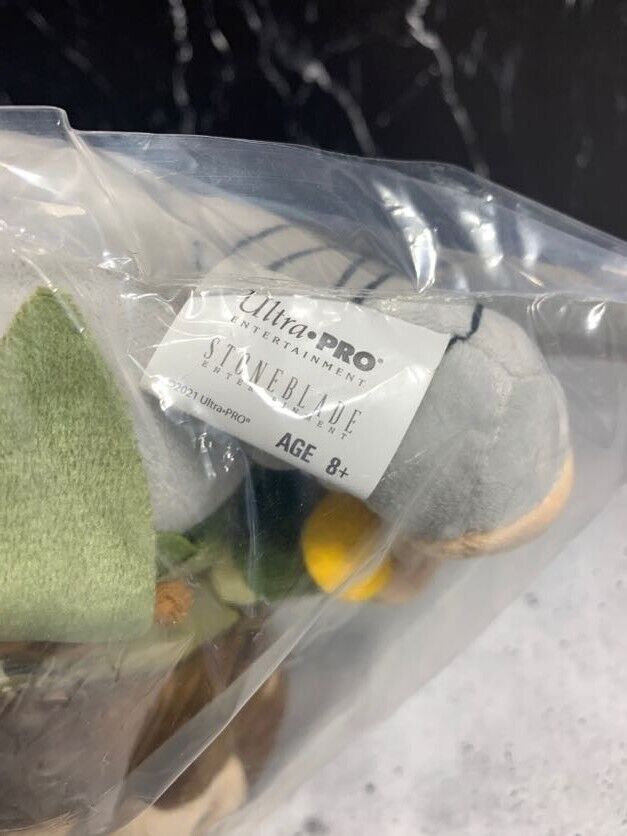 Ultra•PRO®
ENTERTAINMENT
STONEBLADE
ENTERTAINMENT
©2021 Ultra•PRO®
AGE 8+